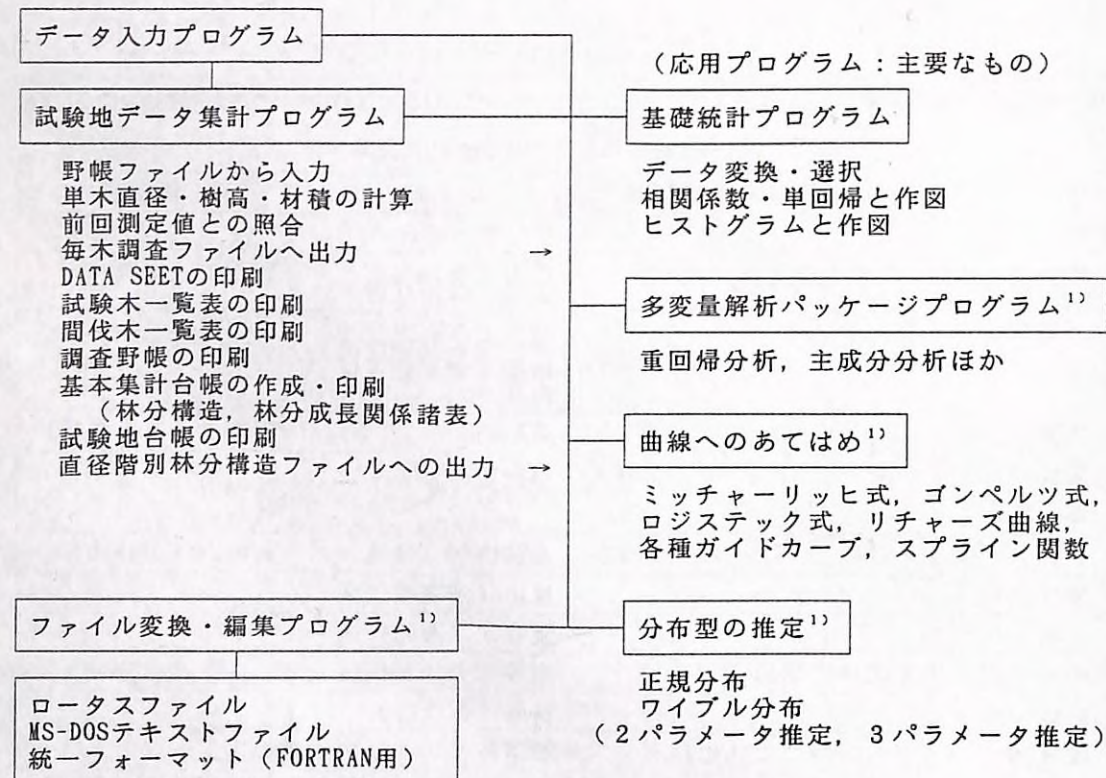 データ入力プログラム
試験地データ集計プログラム
野帳ファイルから入力
単木直径・樹高・材積の計算
前回測定値との照合
毎木調査ファイルへ出力 →
DATA SEETの印刷
試験木一覧表の印刷
間伐木一覧表の印刷
調査野帳の印刷
基本集計台帳の作成・印刷
(林分構造,林分成長関係諸表)
試験地台帳の印刷
直径階別林分構造ファイルへの出力 →
ファイル変換・編集プログラム¹⁾
ロータスファイル
MS-DOSテキストファイル
統一フォーマット(FORTRAN用)
(応用プログラム:主要なもの)
基礎統計プログラム
データ変換・選択
相関係数・単回帰と作図
ヒストグラムと作図
多変量解析パッケージプログラム¹⁾
重回帰分析,主成分分析ほか
曲線へのあてはめ¹⁾
ミッチャーリッヒ式,ゴンペルツ式,
ロジステック式,リチャーズ曲線,
各種ガイドカーブ,スプライン関数
分布型の推定¹⁾
正規分布
ワイブル分布
(2パラメータ推定,3パラメータ推定)